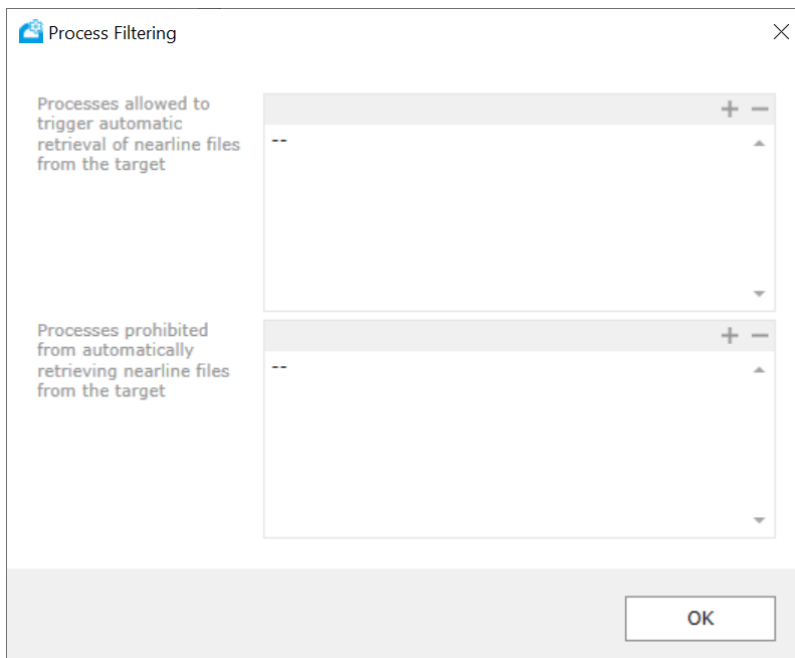 Process Filtering
Processes allowed to
trigger automatic
retrieval of nearline files
from the target
--
Processes prohibited
from automatically
retrieving nearline files
from the target
--
OK